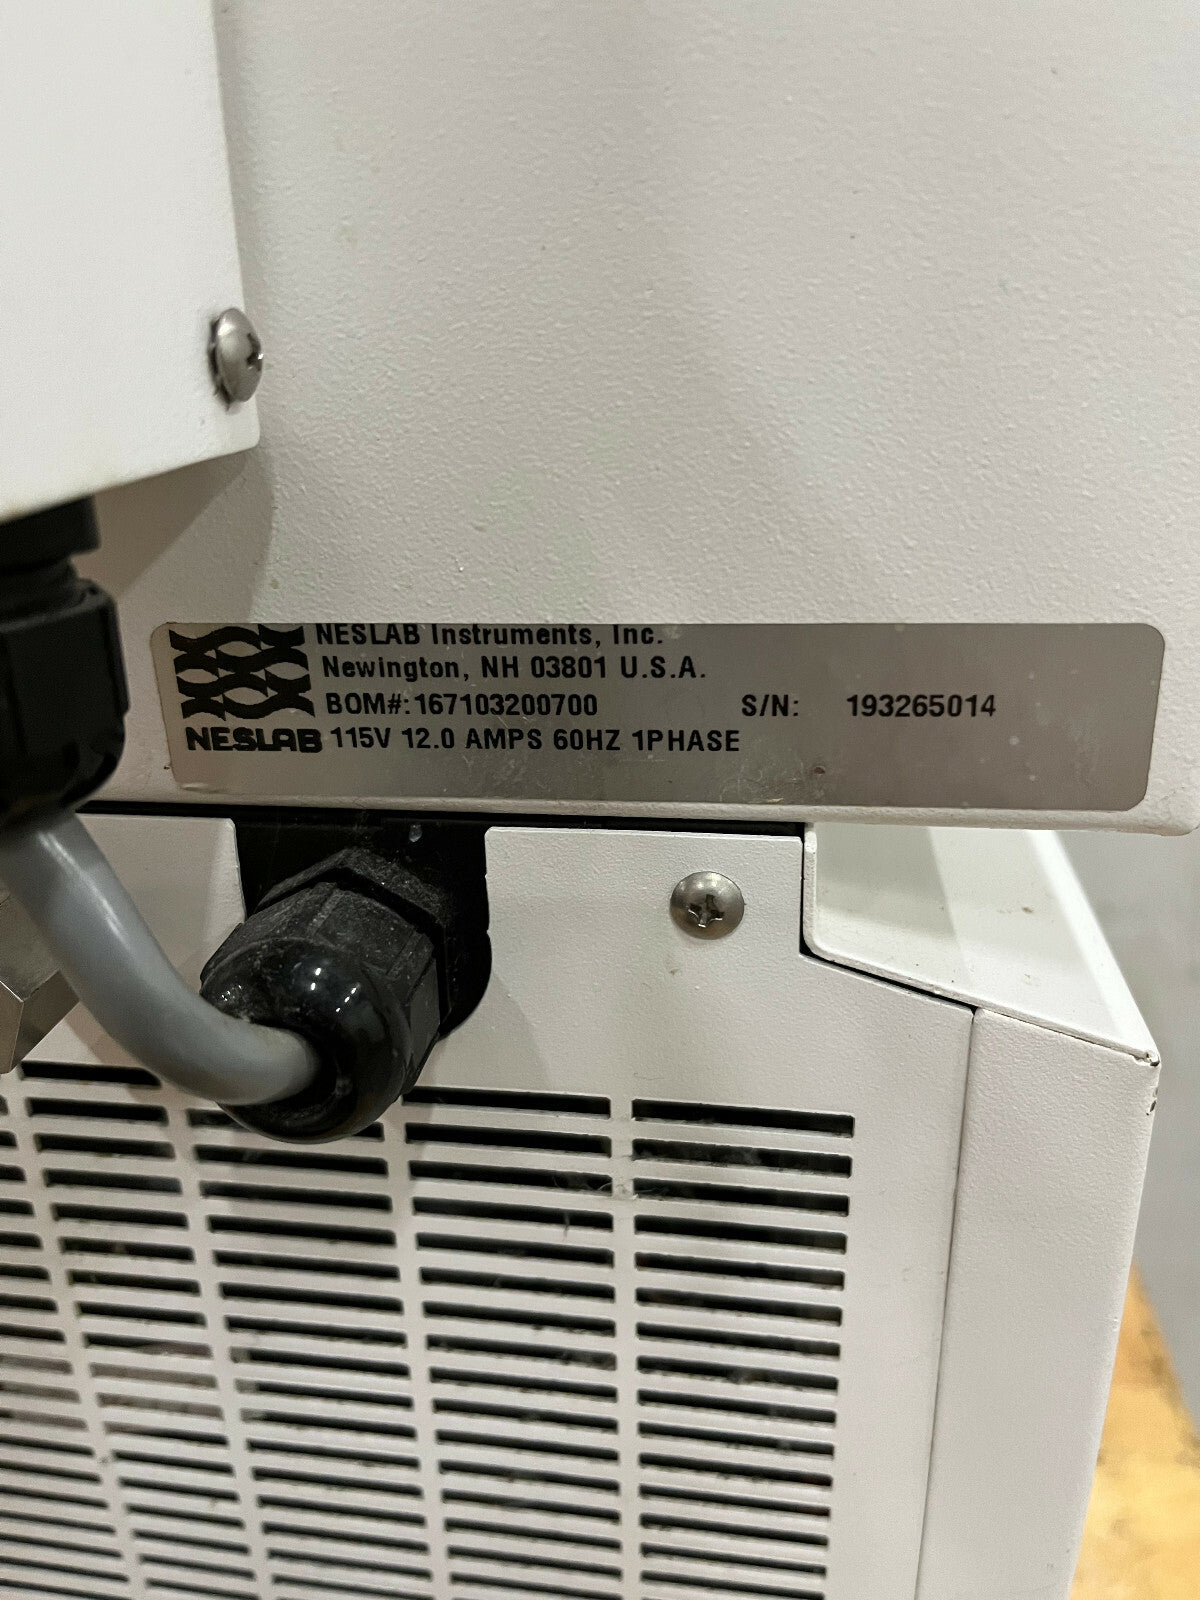 NESLAB Instruments, Inc.
Newington, NH 03801 U.S.A.
BOM#: 167103200700 S/N: 193265014
NESLAB 115V 12.0 AMPS 60HZ 1PHASE